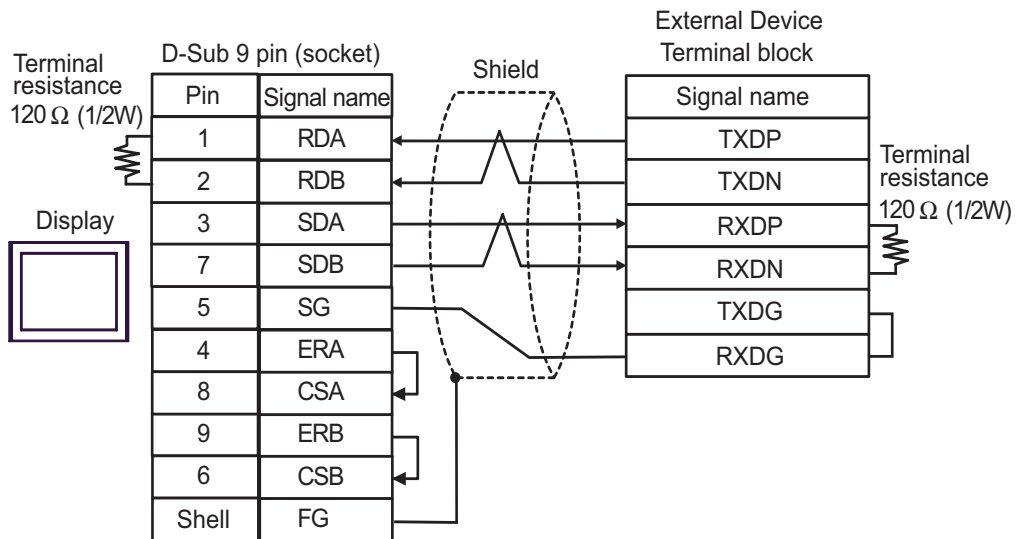 External Device
Terminal block
D-Sub 9 pin (socket)
Shield
Terminal
resistance
120 Ω (1/2W)
Pin Signal name
1 RDA
2 RDB
3 SDA
7 SDB
5 SG
4 ERA
8 CSA
9 ERB
6 CSB
Shell FG
Display
Signal name
TXDP
TXDN
RXDP
RXDN
TXDG
RXDG
Terminal
resistance
120 Ω (1/2W)